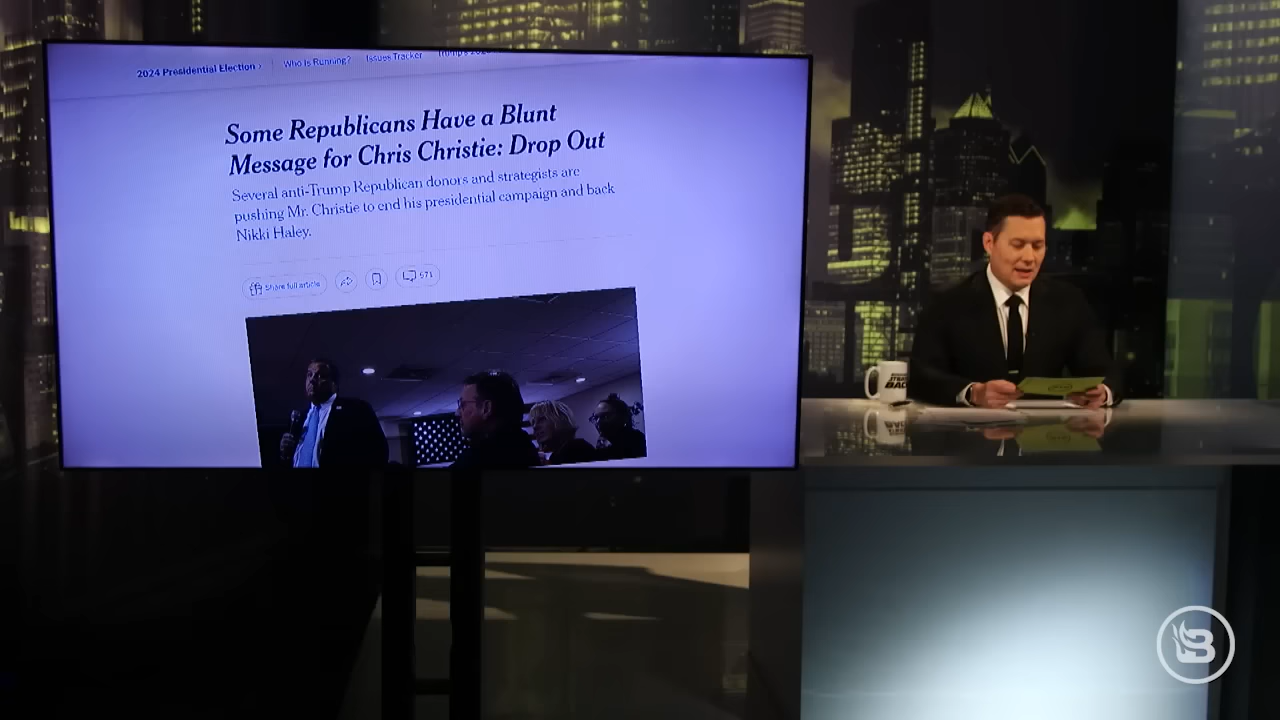 2024 Presidential Election ›
Who Is Running?
Issues Tracker
Some Republicans Have a Blunt
Message for Chris Christie: Drop Out
Several anti-Trump Republican donors and strategists are
pushing Mr. Christie to end his presidential campaign and back
Nikki Haley.
Share full article
571
B